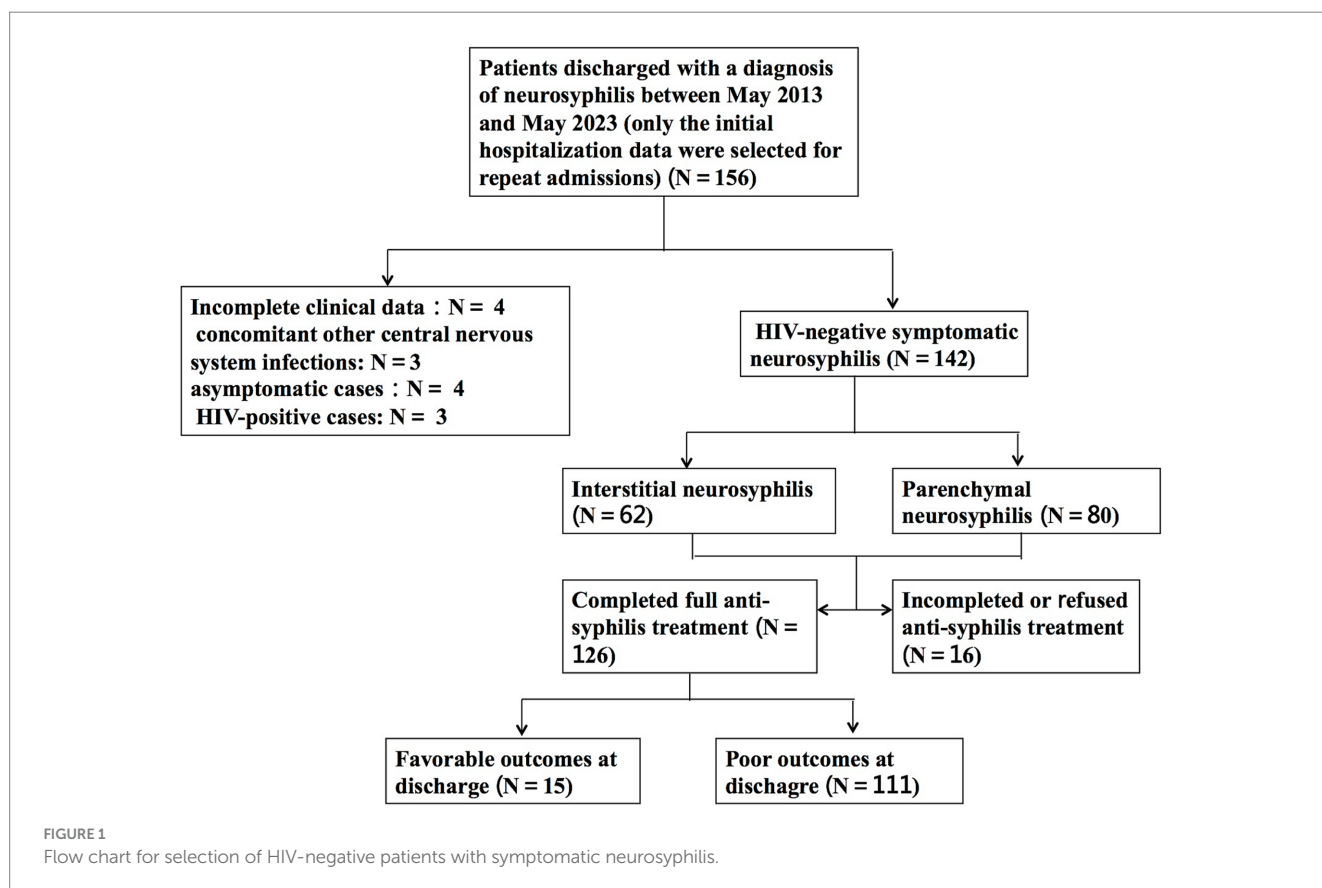 Patients discharged with a diagnosis
of neurosyphilis between May 2013
and May 2023 (only the initial
hospitalization data were selected for
repeat admissions) (N = 156)
Incomplete clinical data：N = 4
concomitant other central nervous
system infections: N = 3
asymptomatic cases：N = 4
HIV-positive cases: N = 3
HIV-negative symptomatic
neurosyphilis (N = 142)
Interstitial neurosyphilis
(N = 62)
Parenchymal
neurosyphilis (N = 80)
Completed full anti-
syphilis treatment (N =
126)
Incompleted or refused
anti-syphilis treatment
(N = 16)
Favorable outcomes at
discharge (N = 15)
Poor outcomes at
dischagre (N = 111)
FIGURE 1
Flow chart for selection of HIV-negative patients with symptomatic neurosyphilis.